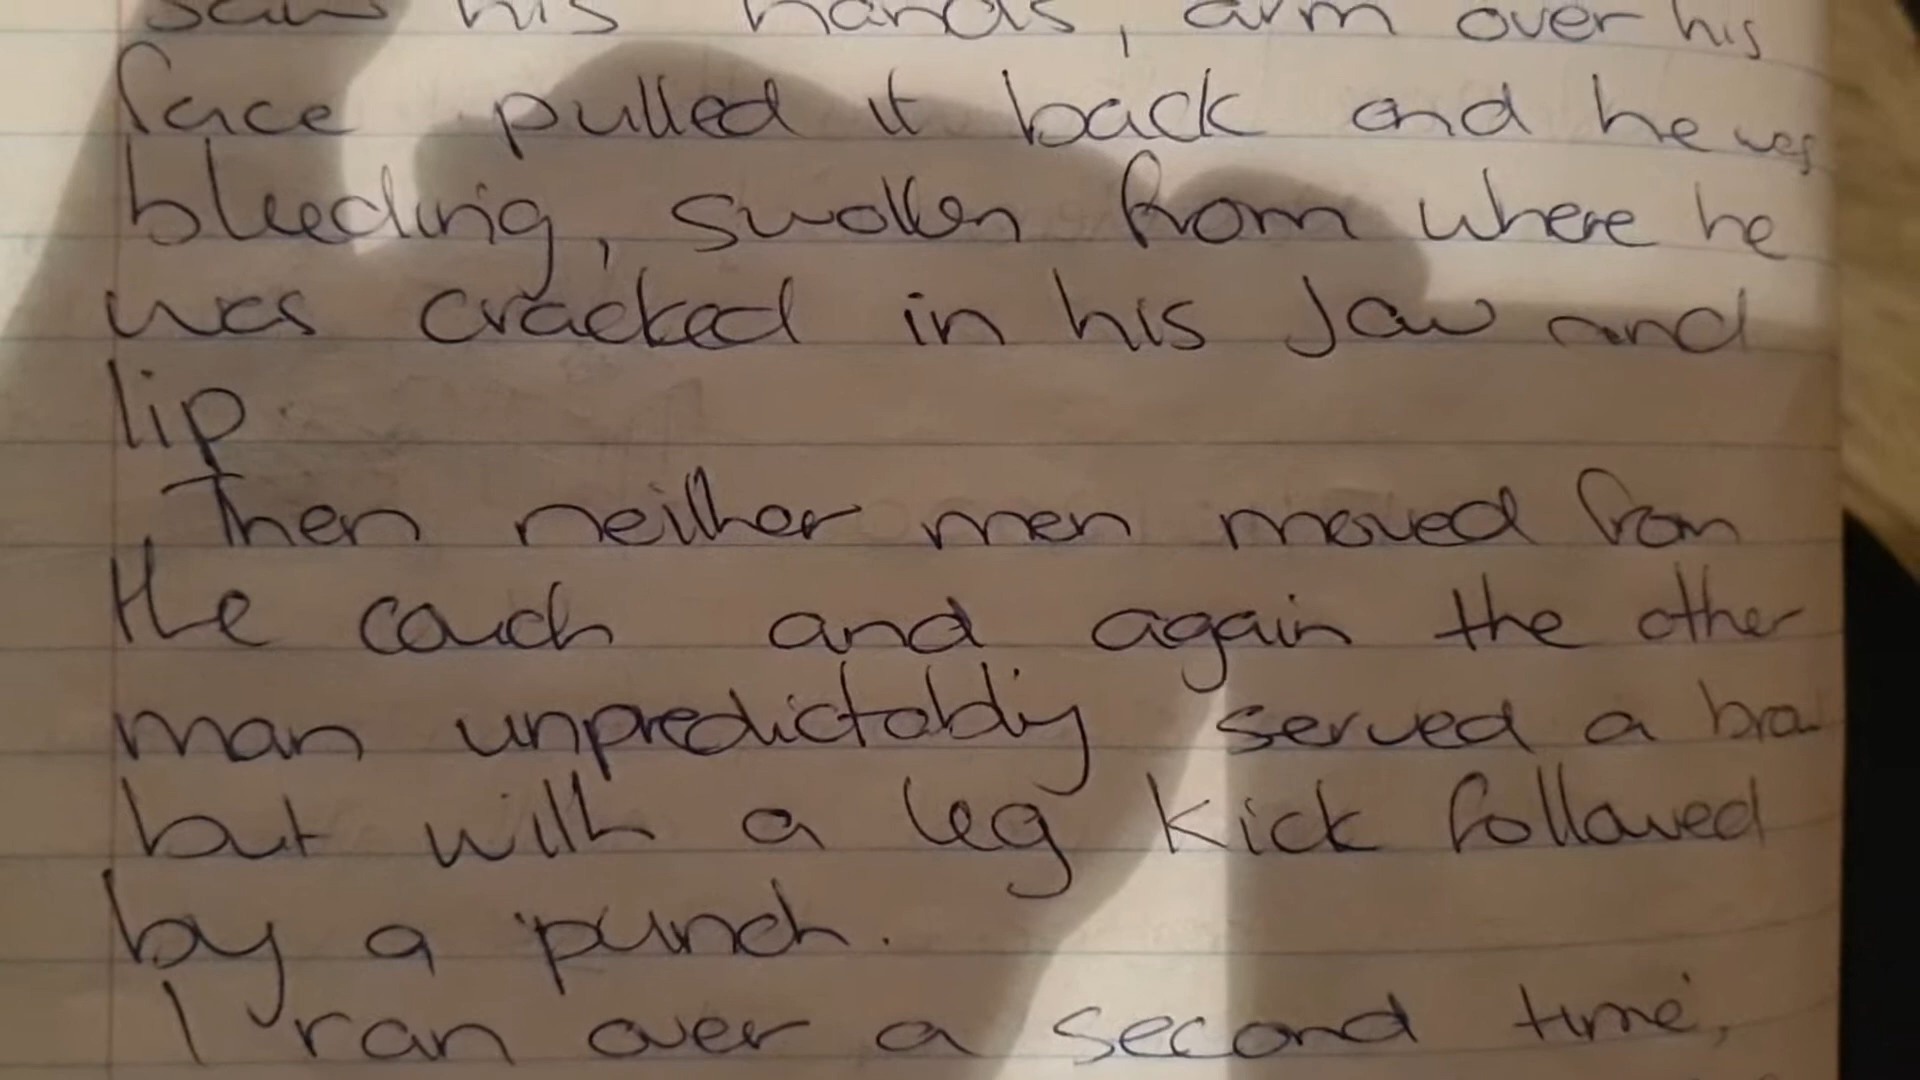 saw his hands, arm over his
face pulled it back and he was
bleeding, swollen from where he
was cracked in his Jaw and
lip.
Then neither men moved from
the couch and again the other
man unpredictably served a
but with a leg kick followed
by a punch.
I ran over a second time,